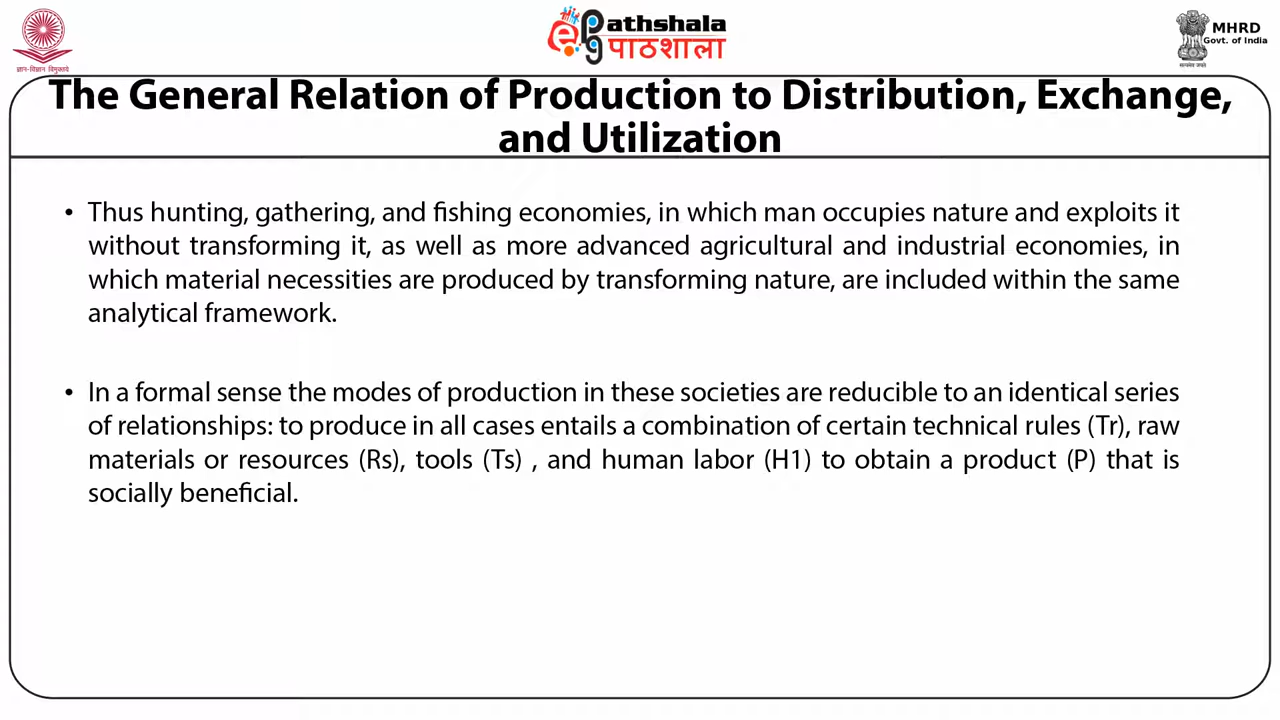 ज्ञान-विज्ञान विमुक्तये
ePG Pathshala
पाठशाला
MHRD
Govt. of India
सत्यमेव जयते
The General Relation of Production to Distribution, Exchange,
and Utilization
• Thus hunting, gathering, and fishing economies, in which man occupies nature and exploits it
without transforming it, as well as more advanced agricultural and industrial economies, in
which material necessities are produced by transforming nature, are included within the same
analytical framework.
• In a formal sense the modes of production in these societies are reducible to an identical series
of relationships: to produce in all cases entails a combination of certain technical rules (Tr), raw
materials or resources (Rs), tools (Ts) , and human labor (H1) to obtain a product (P) that is
socially beneficial.